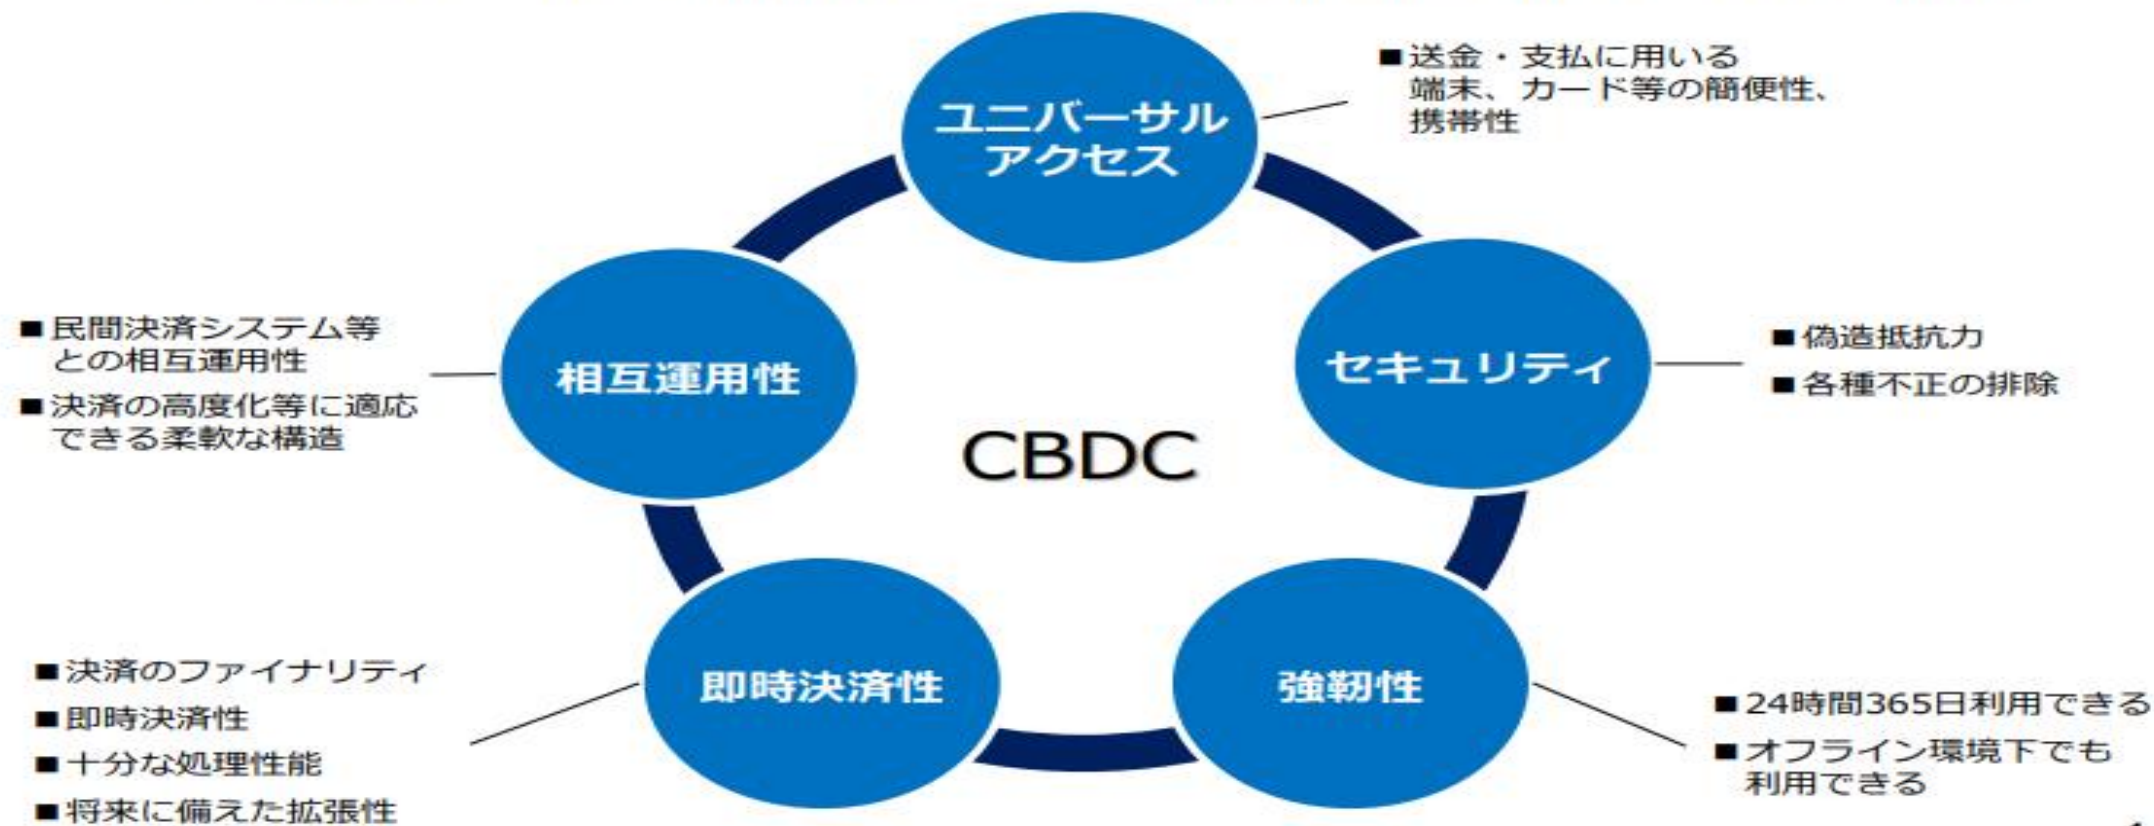 ユニバーサル
アクセス
■送金・支払に用いる
端末、カード等の簡便性、
携帯性
セキュリティ
■偽造抵抗力
■各種不正の排除
強靭性
■24時間365日利用できる
■オフライン環境下でも
利用できる
即時決済性
■決済のファイナリティ
■即時決済性
■十分な処理性能
■将来に備えた拡張性
相互運用性
■民間決済システム等
との相互運用性
■決済の高度化等に適応
できる柔軟な構造
CBDC